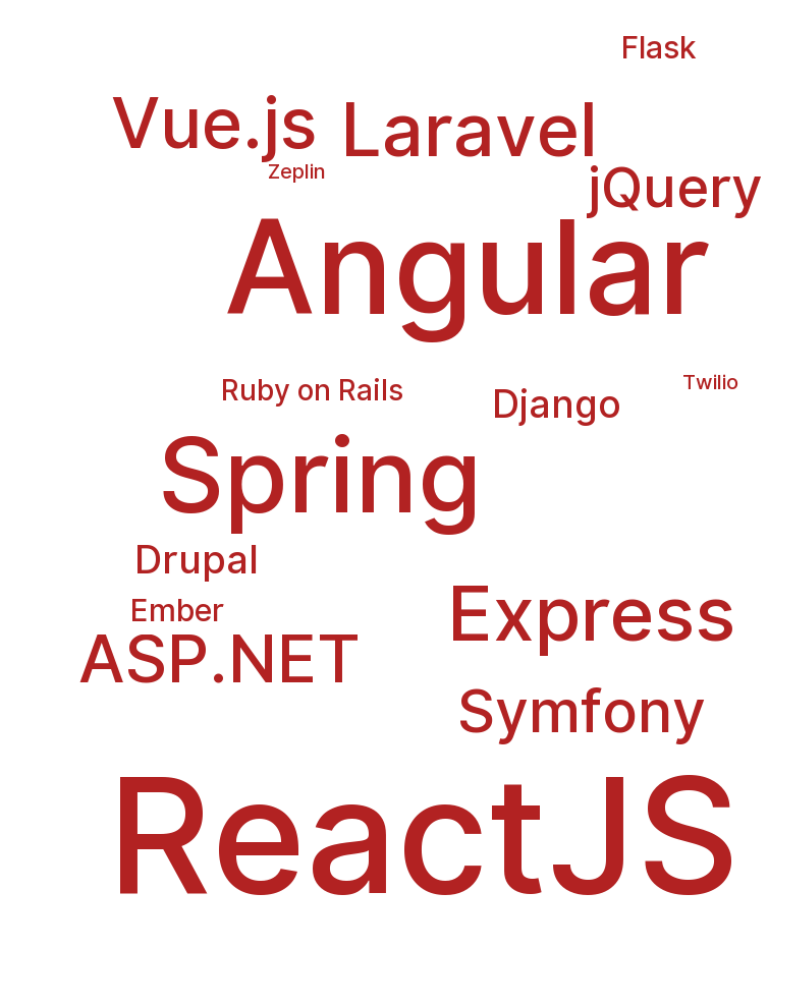 Flask
Vue.js
Laravel
Zeplin
jQuery
Angular
Ruby on Rails
Django
Twilio
Spring
Drupal
Ember
Express
ASP.NET
Symfony
ReactJS